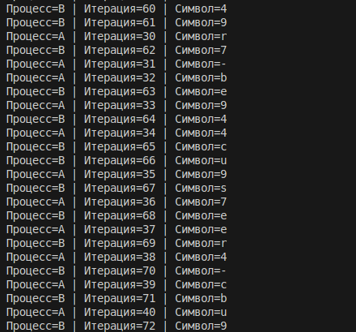 Процесс=B | Итерация=60 | Символ=4
Процесс=B | Итерация=61 | Символ=9
Процесс=A | Итерация=30 | Символ=r
Процесс=B | Итерация=62 | Символ=7
Процесс=A | Итерация=31 | Символ=-
Процесс=A | Итерация=32 | Символ=b
Процесс=B | Итерация=63 | Символ=e
Процесс=A | Итерация=33 | Символ=9
Процесс=B | Итерация=64 | Символ=4
Процесс=A | Итерация=34 | Символ=4
Процесс=B | Итерация=65 | Символ=c
Процесс=B | Итерация=66 | Символ=u
Процесс=A | Итерация=35 | Символ=9
Процесс=B | Итерация=67 | Символ=s
Процесс=A | Итерация=36 | Символ=7
Процесс=B | Итерация=68 | Символ=e
Процесс=A | Итерация=37 | Символ=e
Процесс=B | Итерация=69 | Символ=r
Процесс=A | Итерация=38 | Символ=4
Процесс=B | Итерация=70 | Символ=-
Процесс=A | Итерация=39 | Символ=c
Процесс=B | Итерация=71 | Символ=b
Процесс=A | Итерация=40 | Символ=u
Процесс=B | Итерация=72 | Символ=9